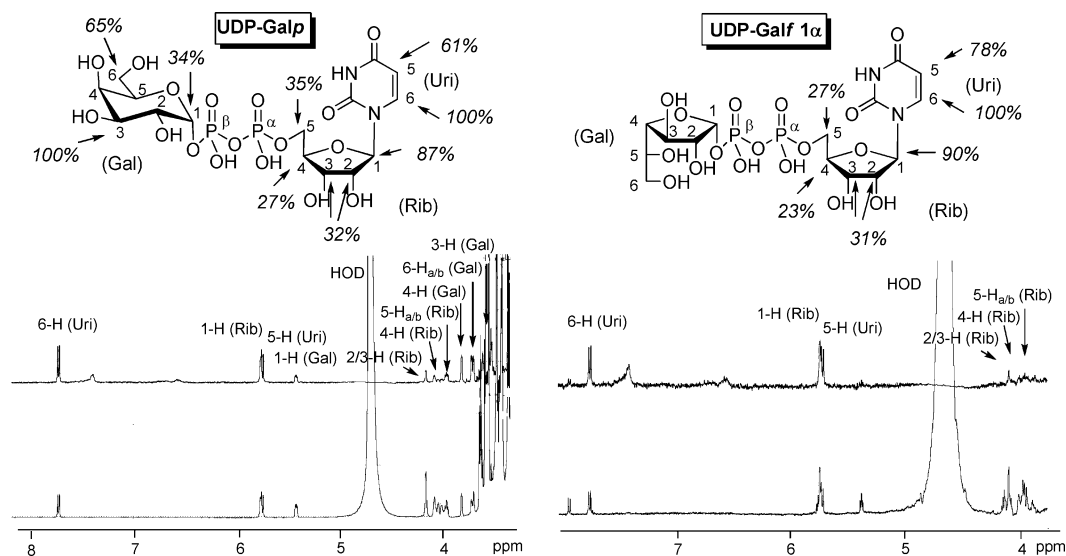 UDP-Galp
65%
34%
61%
35%
100%
100%
87%
27%
32%
(Gal)
(Uri)
(Rib)
HO
OH
6
5
4
HO
3
2
HO
1
O
O
P
β
O
P
α
O
O
OH
OH
5
4
3
2
1
O
OH
OH
O
NH
O
N
5
6
UDP-Galf 1α
78%
27%
100%
90%
23%
31%
(Gal)
(Uri)
(Rib)
4
OH
O
3
2
1
5
OH
OH
6
OH
O
O
P
β
O
P
α
O
O
OH
OH
5
4
3
2
1
O
OH
OH
O
NH
O
N
5
6
3-H (Gal)
HOD
6-Ha/b (Gal)
4-H (Gal)
5-Ha/b (Rib)
6-H (Uri)
1-H (Rib)
5-H (Uri)
4-H (Rib)
1-H (Gal)
2/3-H (Rib)
8
7
6
5
4
ppm
HOD
5-Ha/b (Rib)
6-H (Uri)
1-H (Rib)
5-H (Uri)
4-H (Rib)
2/3-H (Rib)
7
6
5
4
ppm